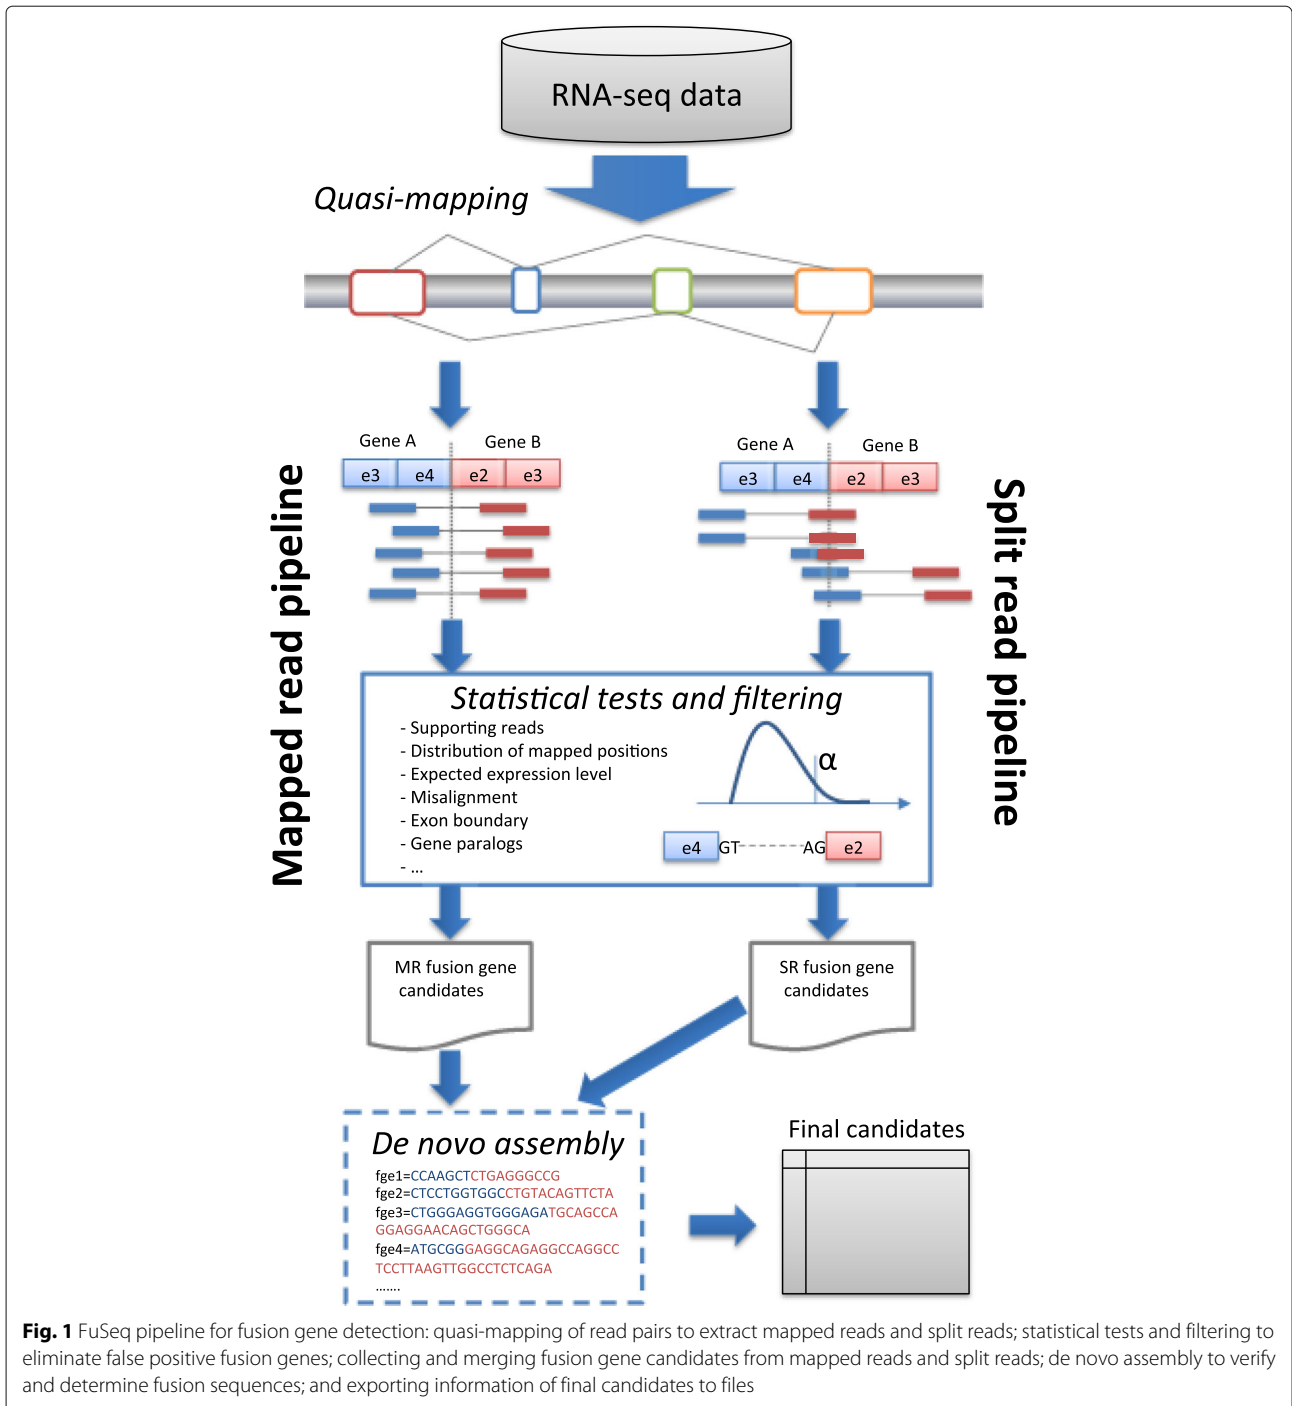 RNA-seq data
Quasi-mapping
Gene A
Gene B
e3
e4
e2
e3
Gene A
Gene B
e3
e4
e2
e3
Mapped read pipeline
Split read pipeline
Statistical tests and filtering
- Supporting reads
- Distribution of mapped positions
- Expected expression level
- Misalignment
- Exon boundary
- Gene paralogs
- ...
α
e4
GT
AG
e2
MR fusion gene
candidates
SR fusion gene
candidates
De novo assembly
fge1=CCAAGCTCTGAGGGCCG
fge2=CTCCTGGTGGCCTGTACAGTTCTA
fge3=CTGGGAGGTGGGAGATGCAGCCA
GGAGGAACAGCTGGGCA
fge4=ATGCGGGAGGCAGAGGCCAGGCC
TCCTTAAGTTGGCCTCTCAGA
.......
Final candidates
Fig. 1 FuSeq pipeline for fusion gene detection: quasi-mapping of read pairs to extract mapped reads and split reads; statistical tests and filtering to
eliminate false positive fusion genes; collecting and merging fusion gene candidates from mapped reads and split reads; de novo assembly to verify
and determine fusion sequences; and exporting information of final candidates to files